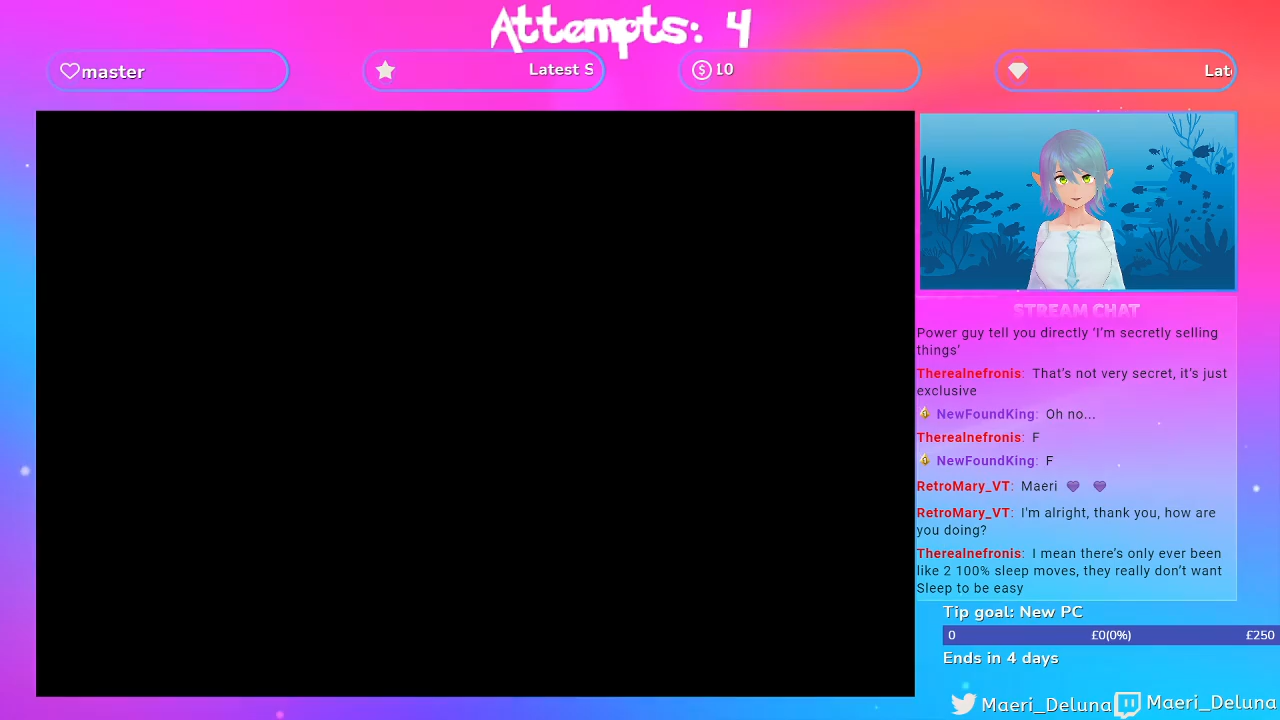 Attempts: 4
master
Latest S
10
Lat
STREAM CHAT
Power guy tell you directly ‘I’m secretly selling
things’
Therealnefronis: That’s not very secret, it’s just
exclusive
NewFoundKing: Oh no...
Therealnefronis: F
NewFoundKing: F
RetroMary_VT: Maeri
RetroMary_VT: I'm alright, thank you, how are
you doing?
Therealnefronis: I mean there’s only ever been
like 2 100% sleep moves, they really don’t want
Sleep to be easy
Tip goal: New PC
0 £0(0%) £250
Ends in 4 days
Maeri_Deluna Maeri_Deluna